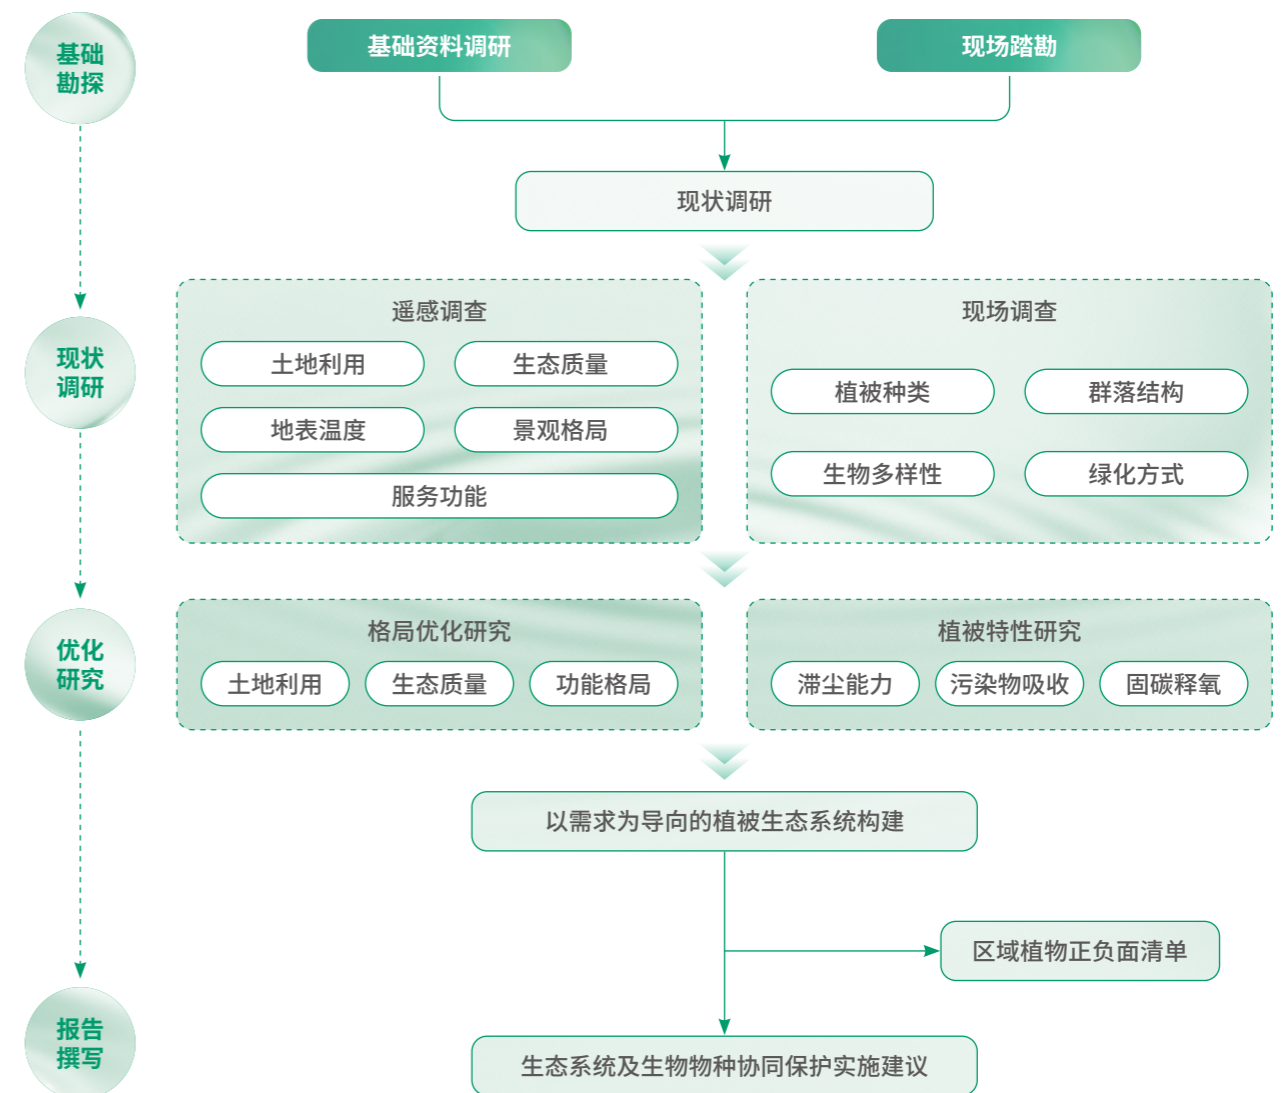 基础
勘探
基础资料调研
现场踏勘
现状调研
现状
调研
遥感调查
土地利用
生态质量
地表温度
景观格局
服务功能
现场调查
植被种类
群落结构
生物多样性
绿化方式
优化
研究
格局优化研究
土地利用
生态质量
功能格局
植被特性研究
滞尘能力
污染物吸收
固碳释氧
以需求为导向的植被生态系统构建
区域植物正负面清单
报告
撰写
生态系统及生物物种协同保护实施建议